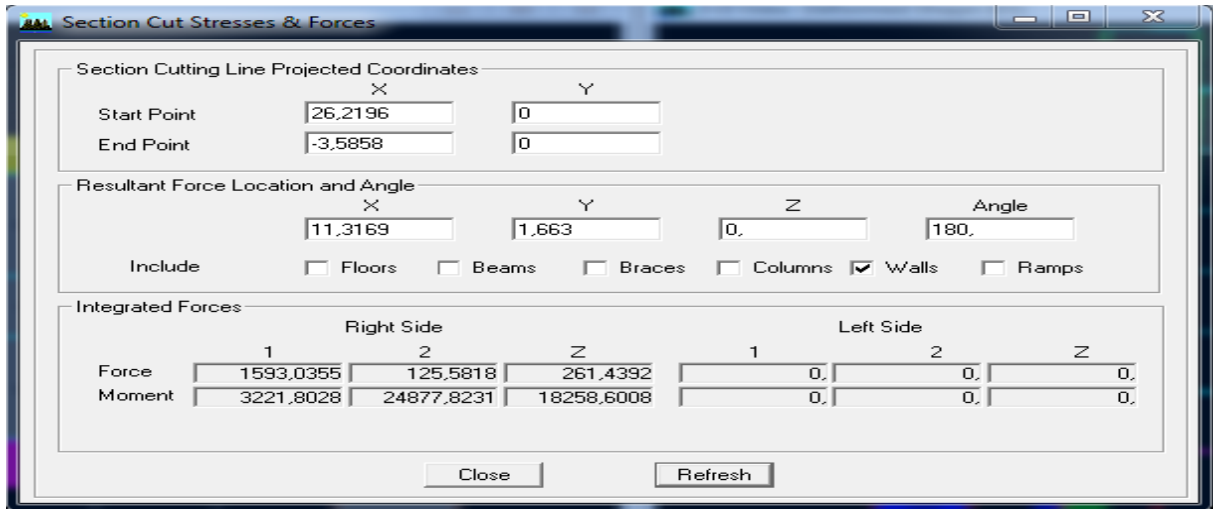 Section Cut Stresses & Forces
Section Cutting Line Projected Coordinates
X Y
Start Point 26,2196 0
End Point -3,5858 0
Resultant Force Location and Angle
X Y Z Angle
11,3169 1,663 0, 180,
Include Floors Beams Braces Columns Walls Ramps
Integrated Forces
Right Side Left Side
1 2 Z 1 2 Z
Force 1593,0355 125,5818 261,4392 0, 0, 0,
Moment 3221,8028 24877,8231 18258,6008 0, 0, 0,
Close Refresh